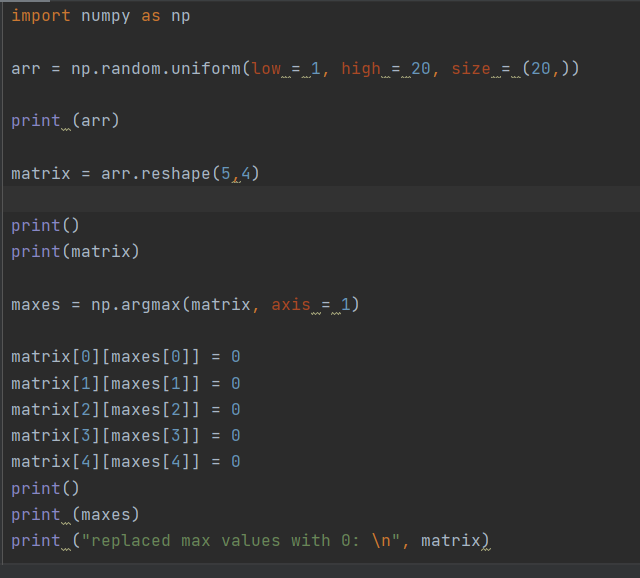 import numpy as np
arr = np.random.uniform(low = 1, high = 20, size = (20,))
print (arr)
matrix = arr.reshape(5,4)
print()
print(matrix)
maxes = np.argmax(matrix, axis = 1)
matrix[0][maxes[0]] = 0
matrix[1][maxes[1]] = 0
matrix[2][maxes[2]] = 0
matrix[3][maxes[3]] = 0
matrix[4][maxes[4]] = 0
print()
print (maxes)
print ("replaced max values with 0: \n", matrix)